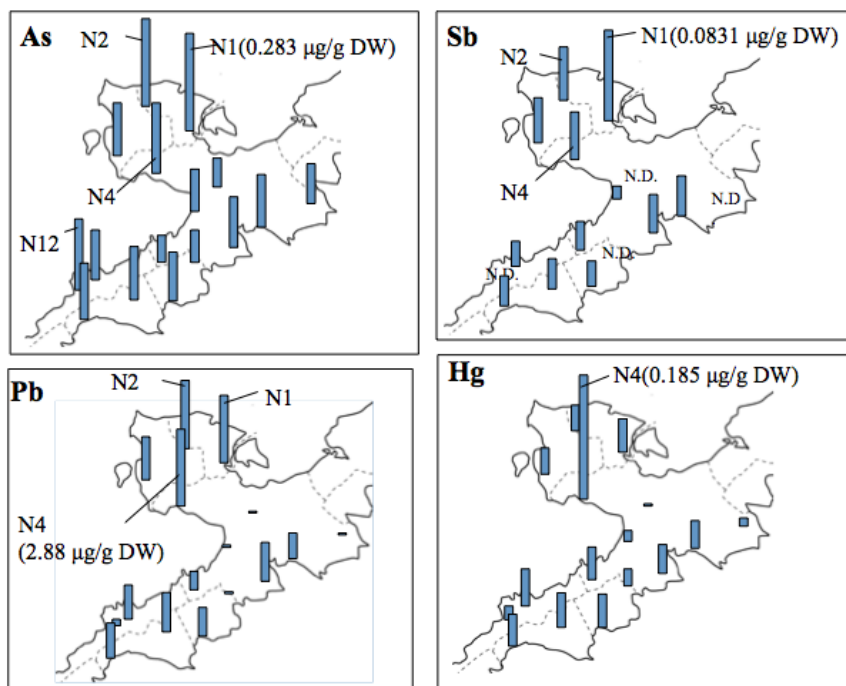 As
N2
N1(0.283 µg/g DW)
N4
N12
Sb
N1(0.0831 µg/g DW)
N2
N4
N.D.
N.D
N.D.
N.D.
Pb
N2
N1
N4
(2.88 µg/g DW)
Hg
N4(0.185 µg/g DW)